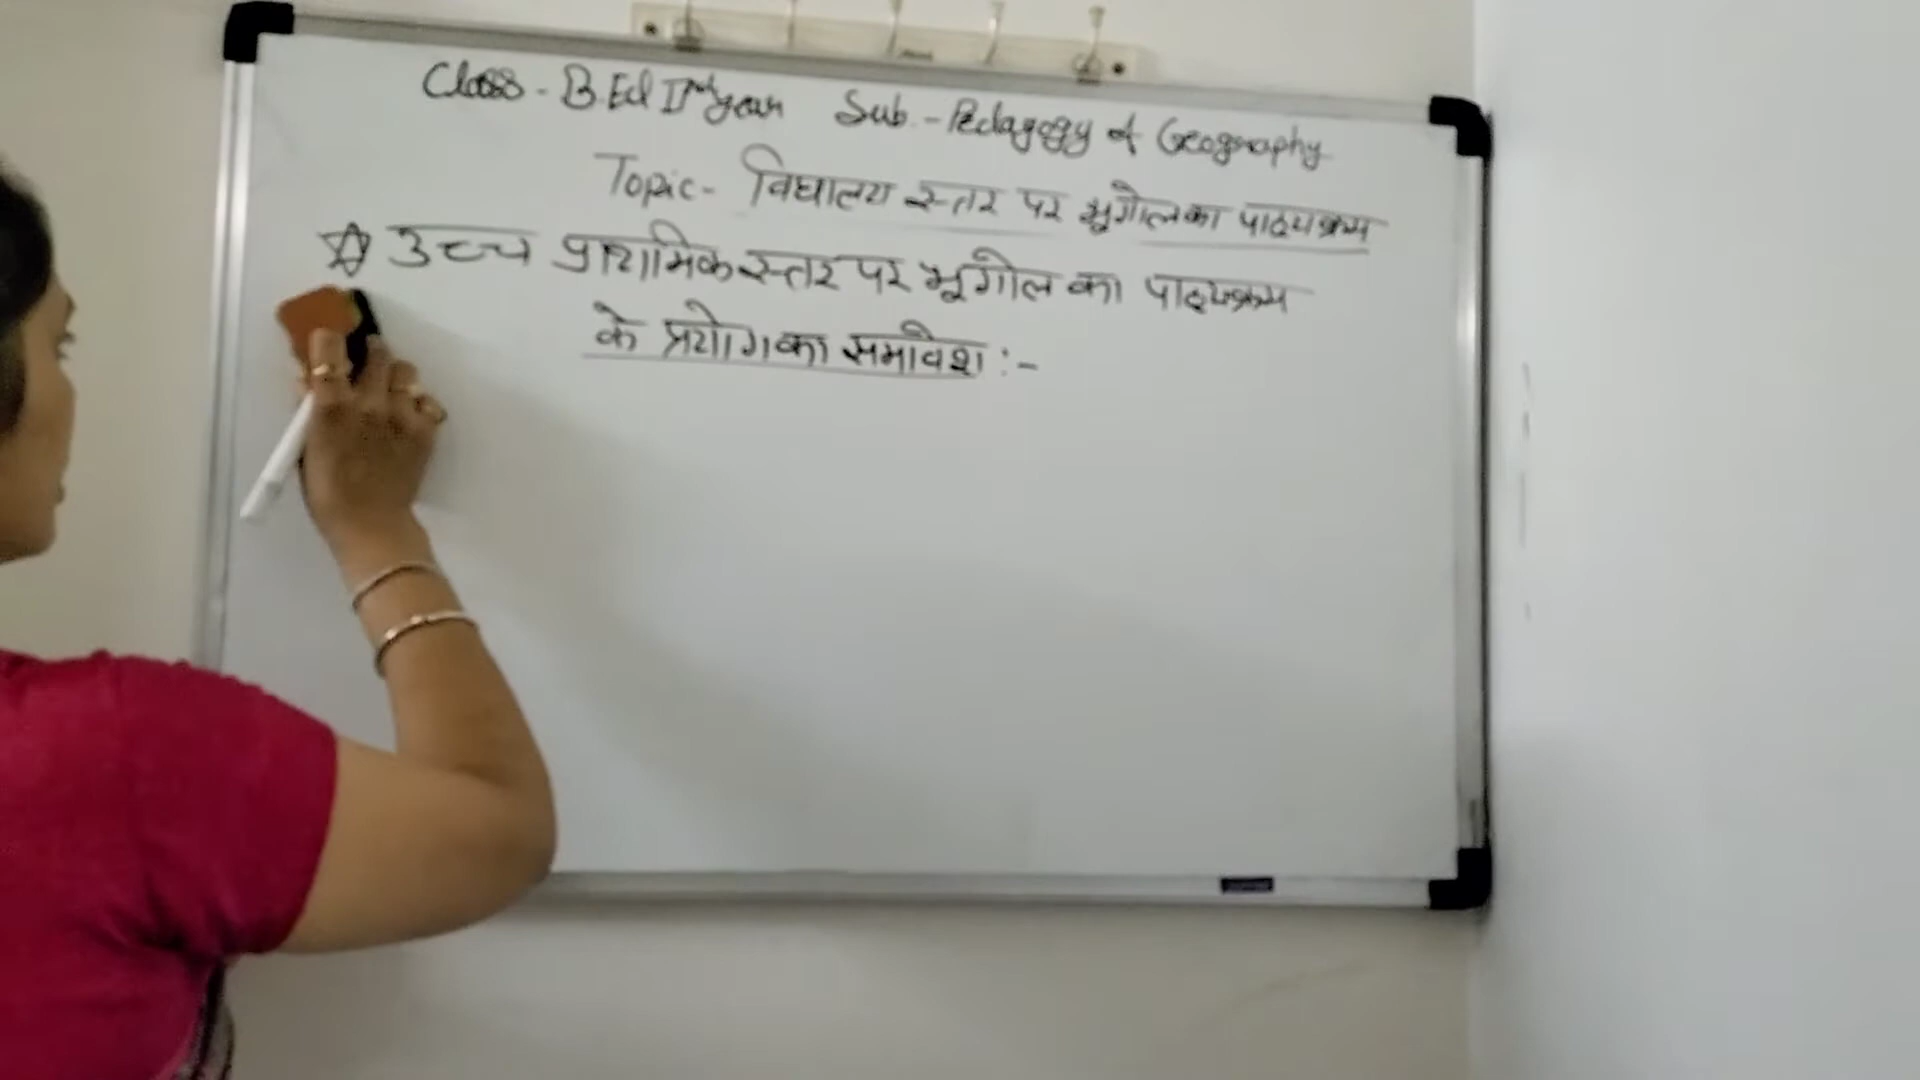 Class - B.Ed IInd year Sub.- Pedagogy of Geography
Topic- विद्यालय स्तर पर भूगोल का पाठ्यक्रम
उच्च प्राथमिक स्तर पर भूगोल का पाठ्यक्रम
के प्रयोग का समावेश :-